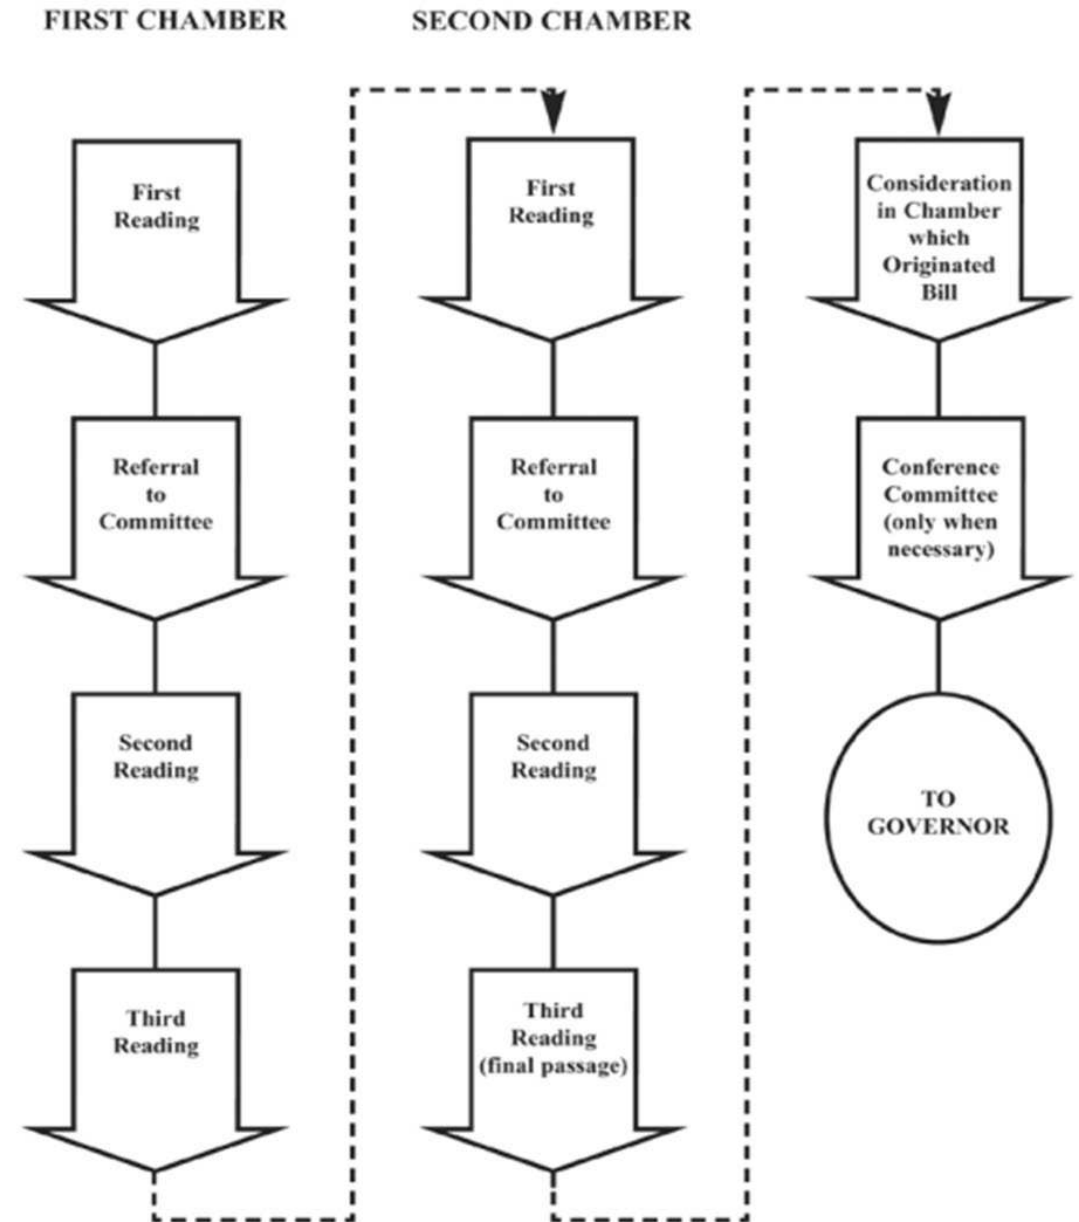 FIRST CHAMBER
First
Reading
Referral
to
Committee
Second
Reading
Third
Reading
SECOND CHAMBER
First
Reading
Referral
to
Committee
Second
Reading
Third
Reading
(final passage)
Consideration
in Chamber
which
Originated
Bill
Conference
Committee
(only when
necessary)
TO
GOVERNOR